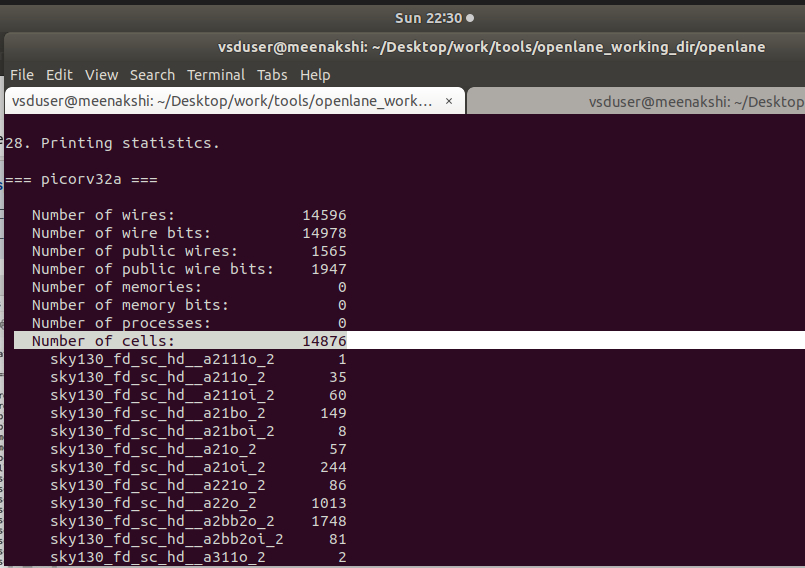 Sun 22:30
vsduser@meenakshi: ~/Desktop/work/tools/openlane_working_dir/openlane
File Edit View Search Terminal Tabs Help
vsduser@meenakshi: ~/Desktop/work/tools/openlane_work… × vsduser@meenakshi: ~/Desktop
28. Printing statistics.
=== picorv32a ===
Number of wires: 14596
Number of wire bits: 14978
Number of public wires: 1565
Number of public wire bits: 1947
Number of memories: 0
Number of memory bits: 0
Number of processes: 0
Number of cells: 14876
sky130_fd_sc_hd__a2111o_2 1
sky130_fd_sc_hd__a211o_2 35
sky130_fd_sc_hd__a211oi_2 60
sky130_fd_sc_hd__a21bo_2 149
sky130_fd_sc_hd__a21boi_2 8
sky130_fd_sc_hd__a21o_2 57
sky130_fd_sc_hd__a21oi_2 244
sky130_fd_sc_hd__a221o_2 86
sky130_fd_sc_hd__a22o_2 1013
sky130_fd_sc_hd__a2bb2o_2 1748
sky130_fd_sc_hd__a2bb2oi_2 81
sky130_fd_sc_hd__a311o_2 2